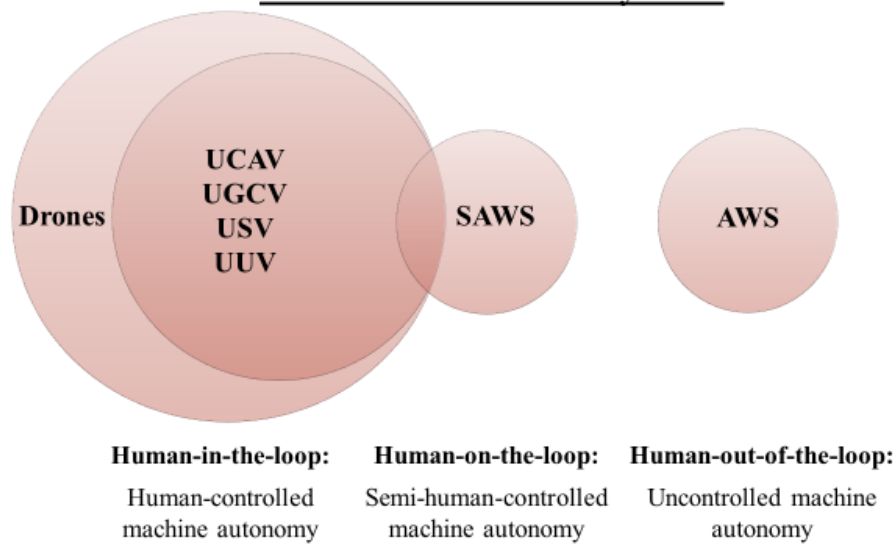 Drones
UCAV
UGCV
USV
UUV
SAWS
AWS
Human-in-the-loop:
Human-controlled
machine autonomy
Human-on-the-loop:
Semi-human-controlled
machine autonomy
Human-out-of-the-loop:
Uncontrolled machine
autonomy